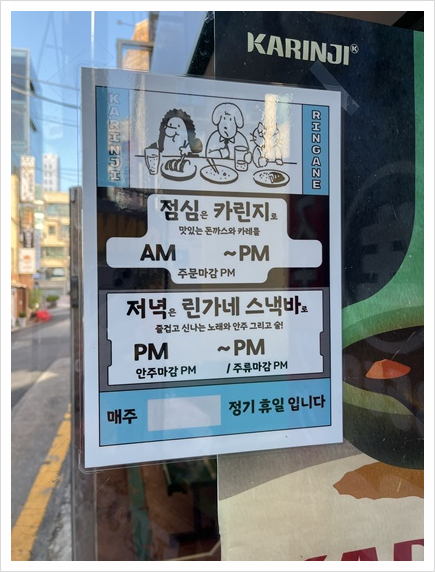 KARINJI
KARINJI
RINGANE
점심은 카린지로
맛있는 돈까스와 카레를
AM ~PM
주문마감 PM
저녁은 린가네 스낵바로
즐겁고 신나는 노래와 안주 그리고 술!
PM ~PM
안주마감 PM / 주류마감 PM
매주 정기 휴일 입니다